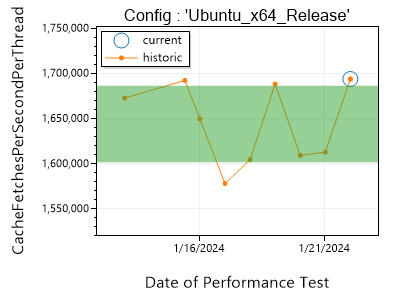 Config : 'Ubuntu_x64_Release'
CacheFetchesPerSecondPerThread
1,750,000
1,700,000
1,650,000
1,600,000
1,550,000
current
historic
1/16/2024
1/21/2024
Date of Performance Test